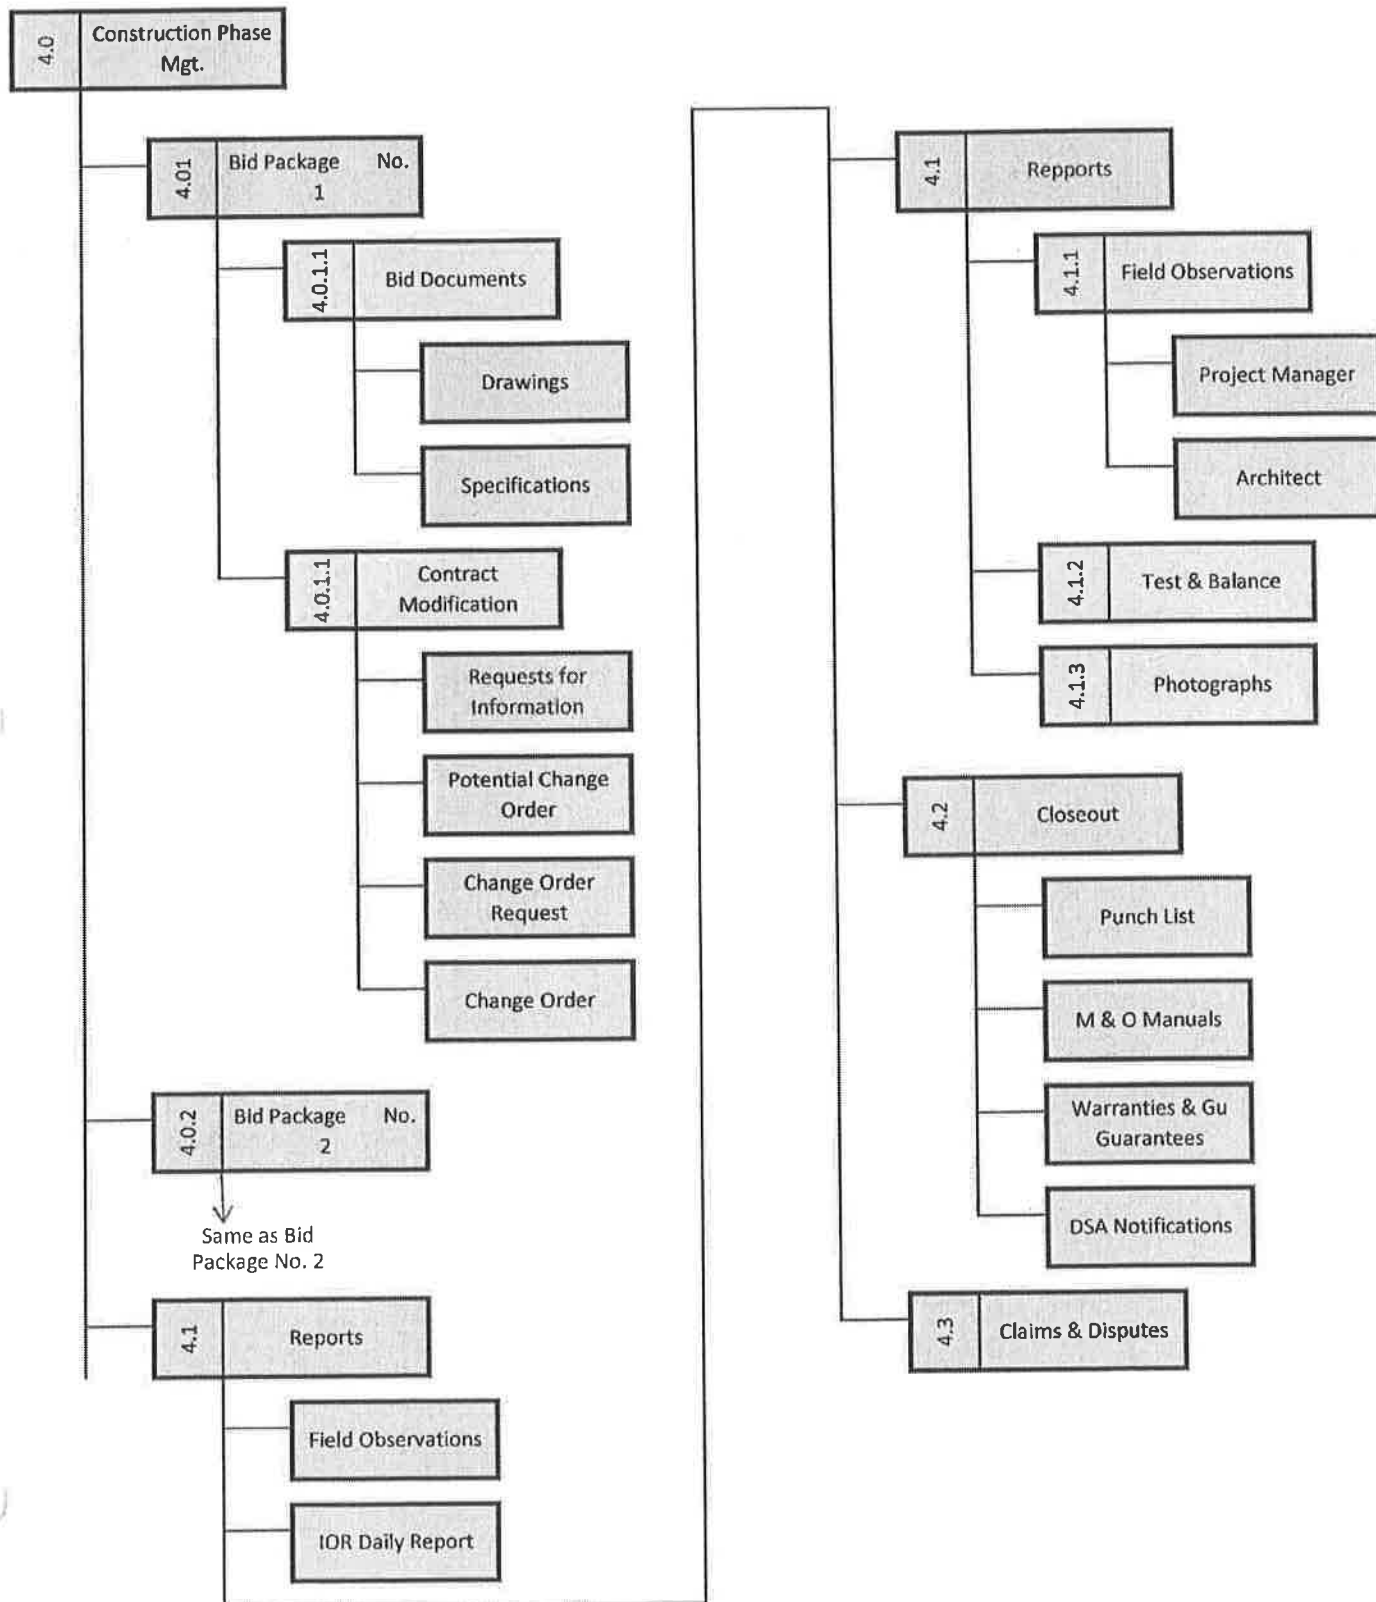 4.0
Construction Phase
Mgt.
4.01
Bid Package No.
1
4.0.1.1
Bid Documents
Drawings
Specifications
4.0.1.1
Contract
Modification
Requests for
Information
Potential Change
Order
Change Order
Request
Change Order
4.0.2
Bid Package No.
2
Same as Bid
Package No. 2
4.1
Reports
Field Observations
IOR Daily Report
4.1
Repports
4.1.1
Field Observations
Project Manager
Architect
4.1.2
Test & Balance
4.1.3
Photographs
4.2
Closeout
Punch List
M & O Manuals
Warranties & Gu
Guarantees
DSA Notifications
4.3
Claims & Disputes